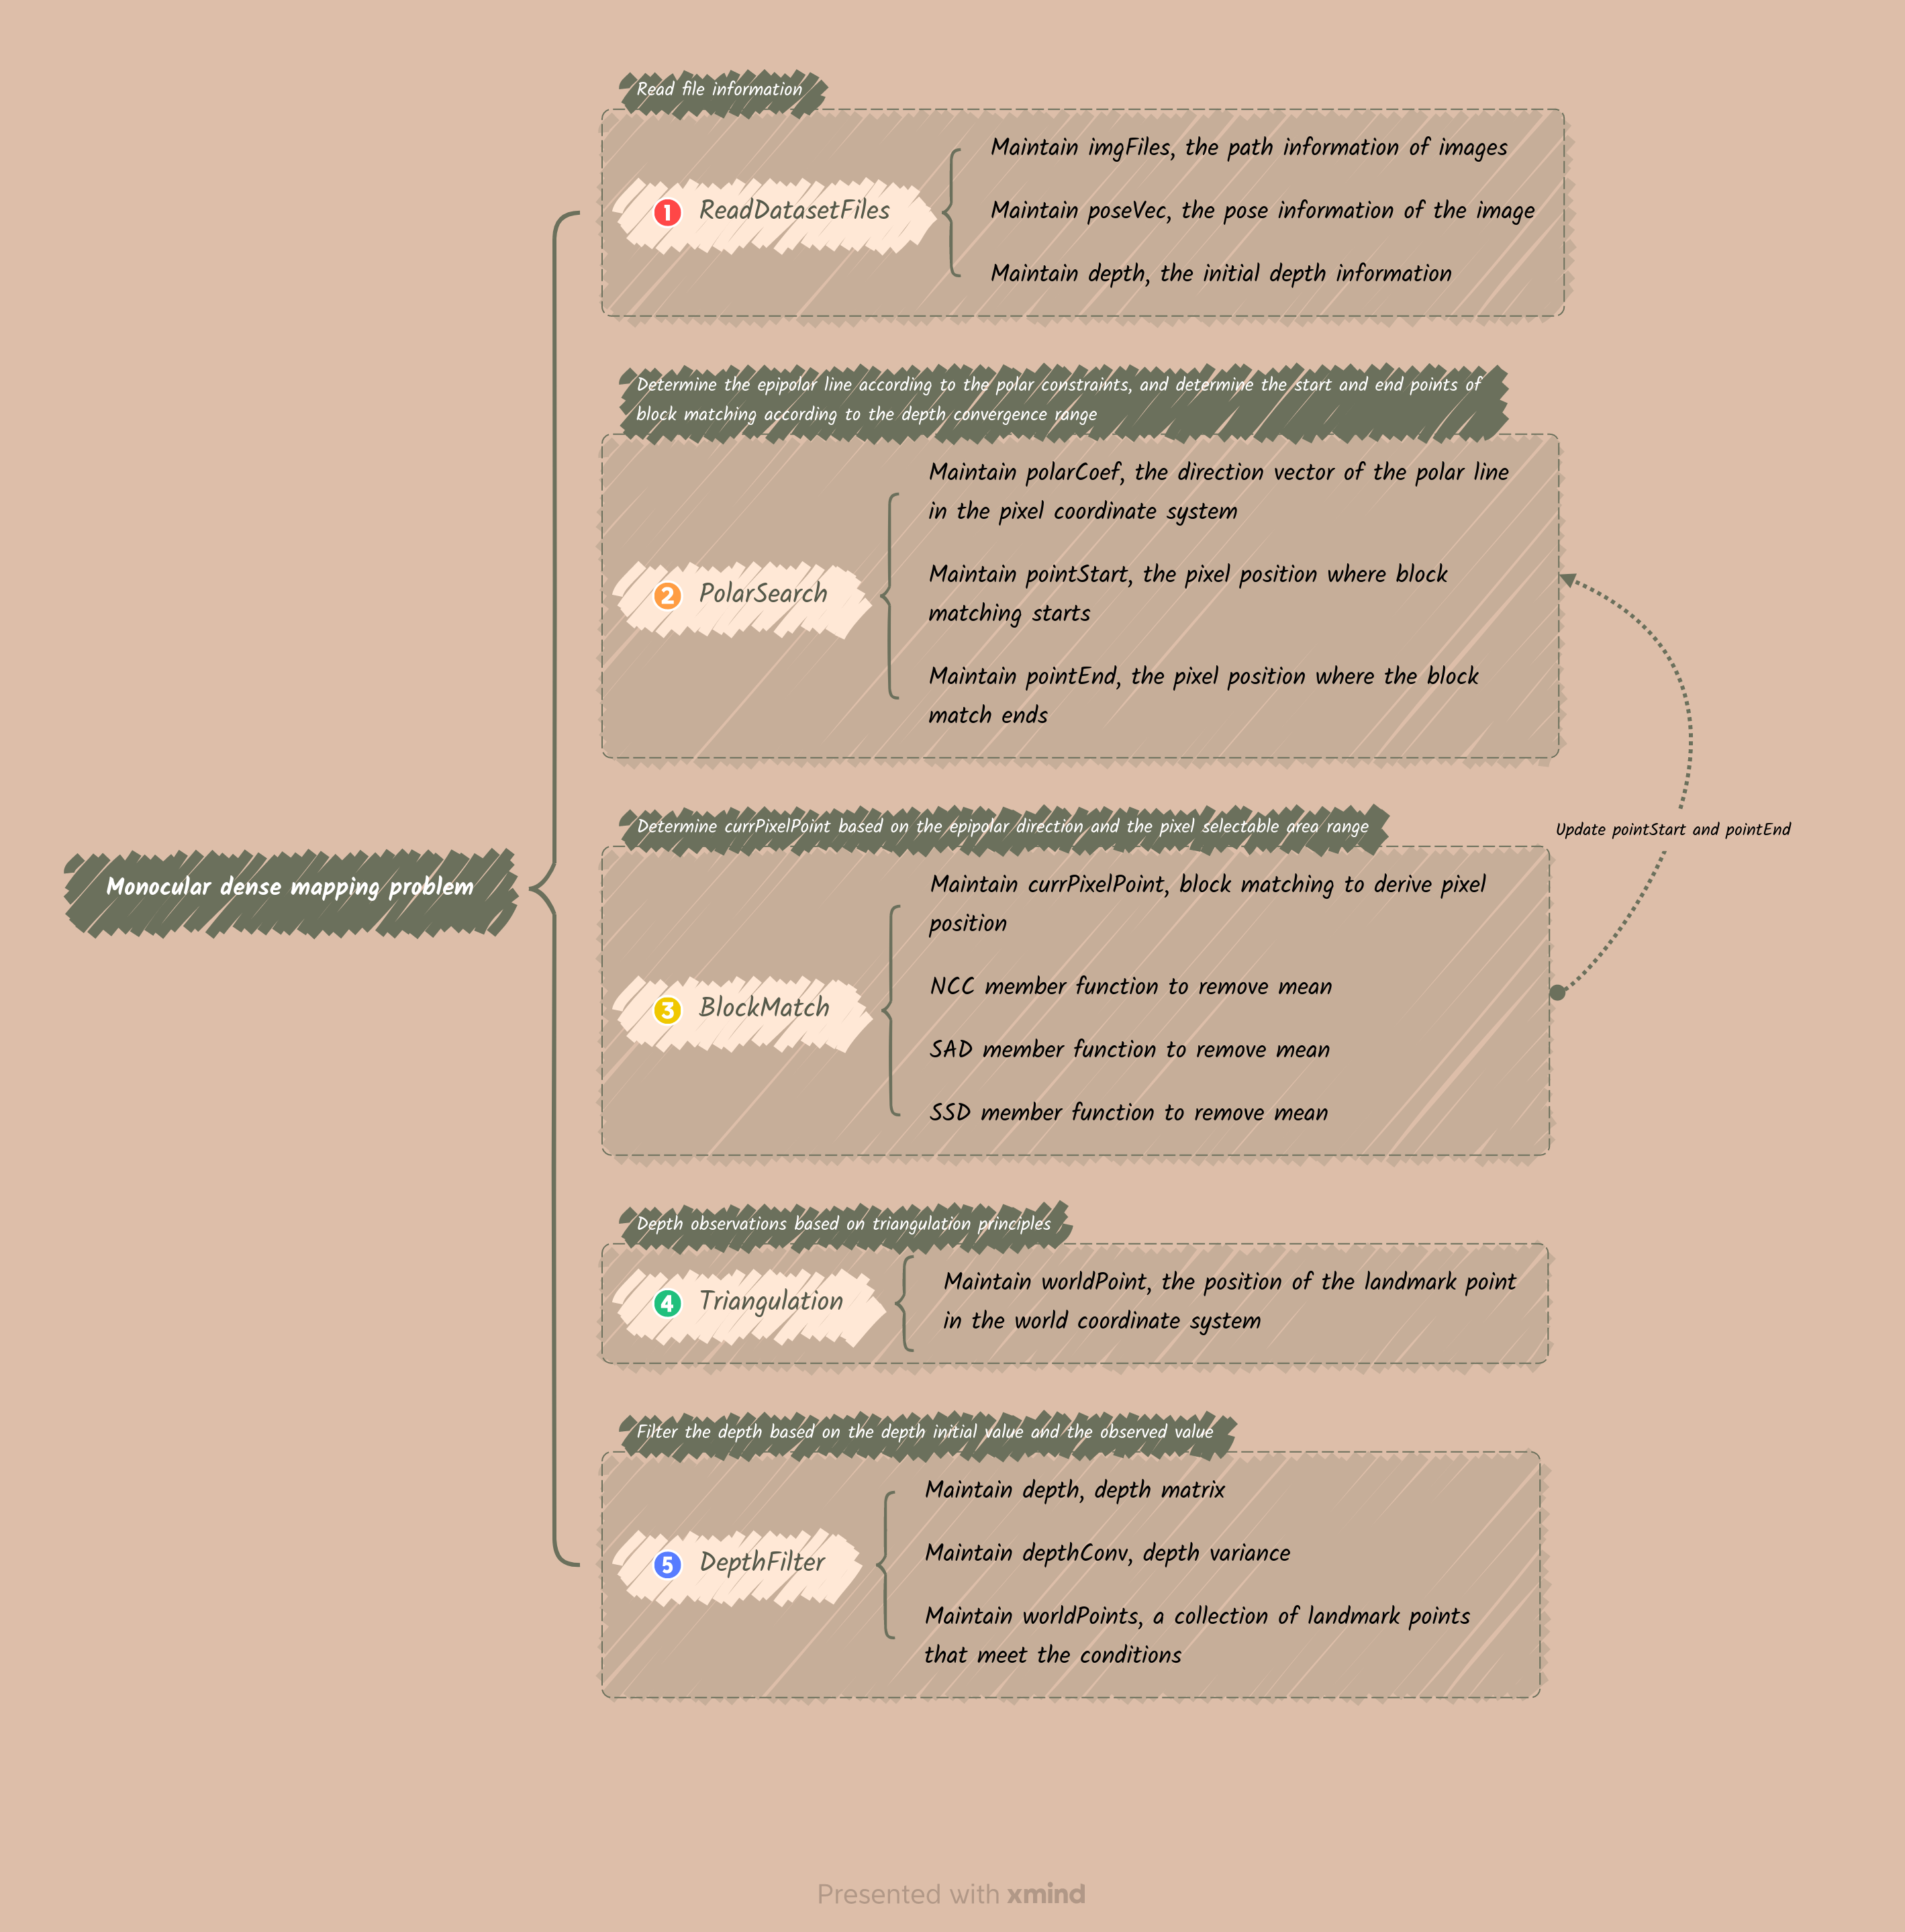 Read file information
1 ReadDatasetFiles
Maintain imgFiles, the path information of images
Maintain poseVec, the pose information of the image
Maintain depth, the initial depth information
Determine the epipolar line according to the polar constraints, and determine the start and end points of
block matching according to the depth convergence range
2 PolarSearch
Maintain polarCoef, the direction vector of the polar line
in the pixel coordinate system
Maintain pointStart, the pixel position where block
matching starts
Maintain pointEnd, the pixel position where the block
match ends
Update pointStart and pointEnd
Monocular dense mapping problem
Determine currPixelPoint based on the epipolar direction and the pixel selectable area range
3 BlockMatch
Maintain currPixelPoint, block matching to derive pixel
position
NCC member function to remove mean
SAD member function to remove mean
SSD member function to remove mean
Depth observations based on triangulation principles
4 Triangulation
Maintain worldPoint, the position of the landmark point
in the world coordinate system
Filter the depth based on the depth initial value and the observed value
5 DepthFilter
Maintain depth, depth matrix
Maintain depthConv, depth variance
Maintain worldPoints, a collection of landmark points
that meet the conditions
Presented with xmind